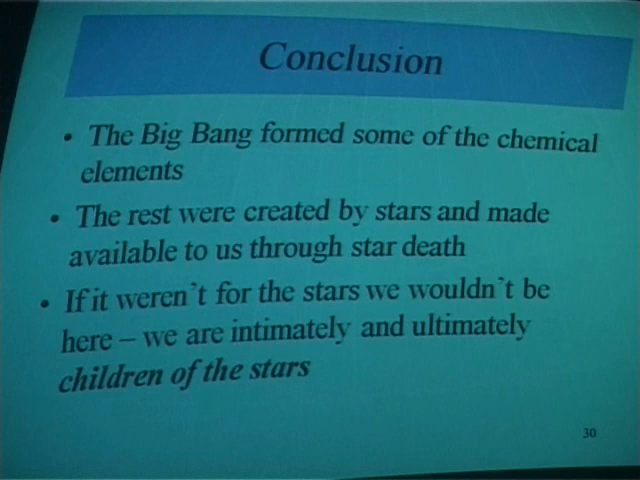 Conclusion
• The Big Bang formed some of the chemical
elements
• The rest were created by stars and made
available to us through star death
• If it weren't for the stars we wouldn't be
here – we are intimately and ultimately
children of the stars
30